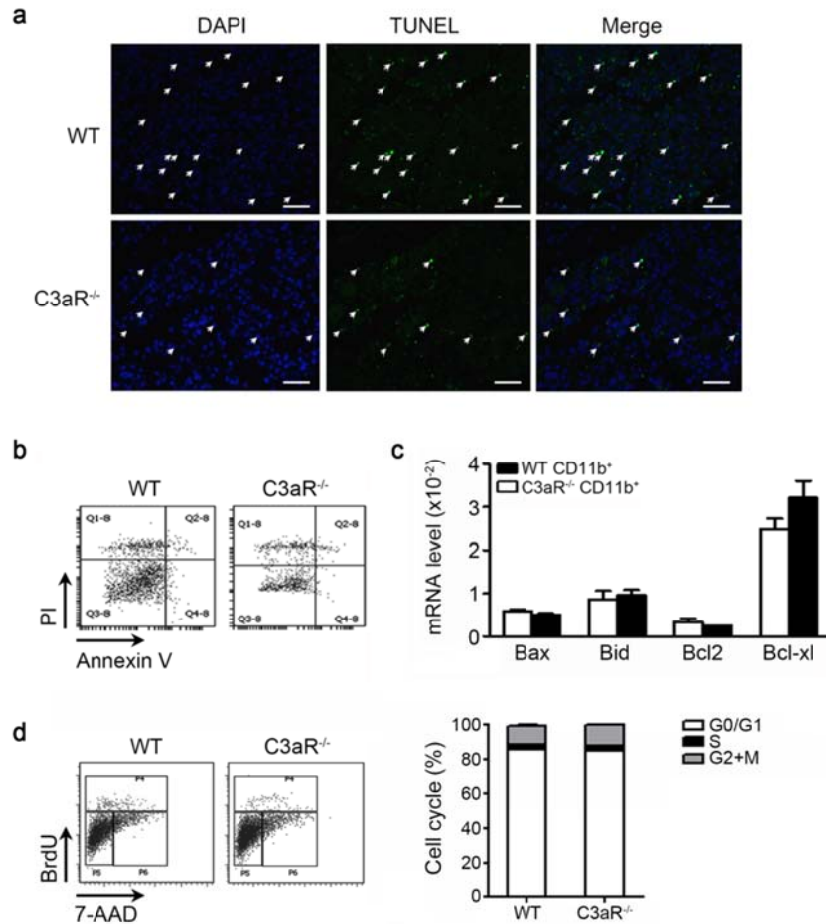 a
DAPI TUNEL Merge
WT
C3aR-/-
b
WT C3aR-/-
Q1-8 Q2-8 Q1-8 Q2-8
Q3-8 Q4-8 Q3-8 Q4-8
PI
Annexin V
c
WT CD11b+
C3aR-/- CD11b+
mRNA level (x10-2)
4
3
2
1
0
Bax Bid Bcl2 Bcl-xl
d
WT C3aR-/-
P4 P4
P5 P6 P5 P6
BrdU
7-AAD
Cell cycle (%)
100
80
60
40
20
0
WT C3aR-/-
G0/G1
S
G2+M